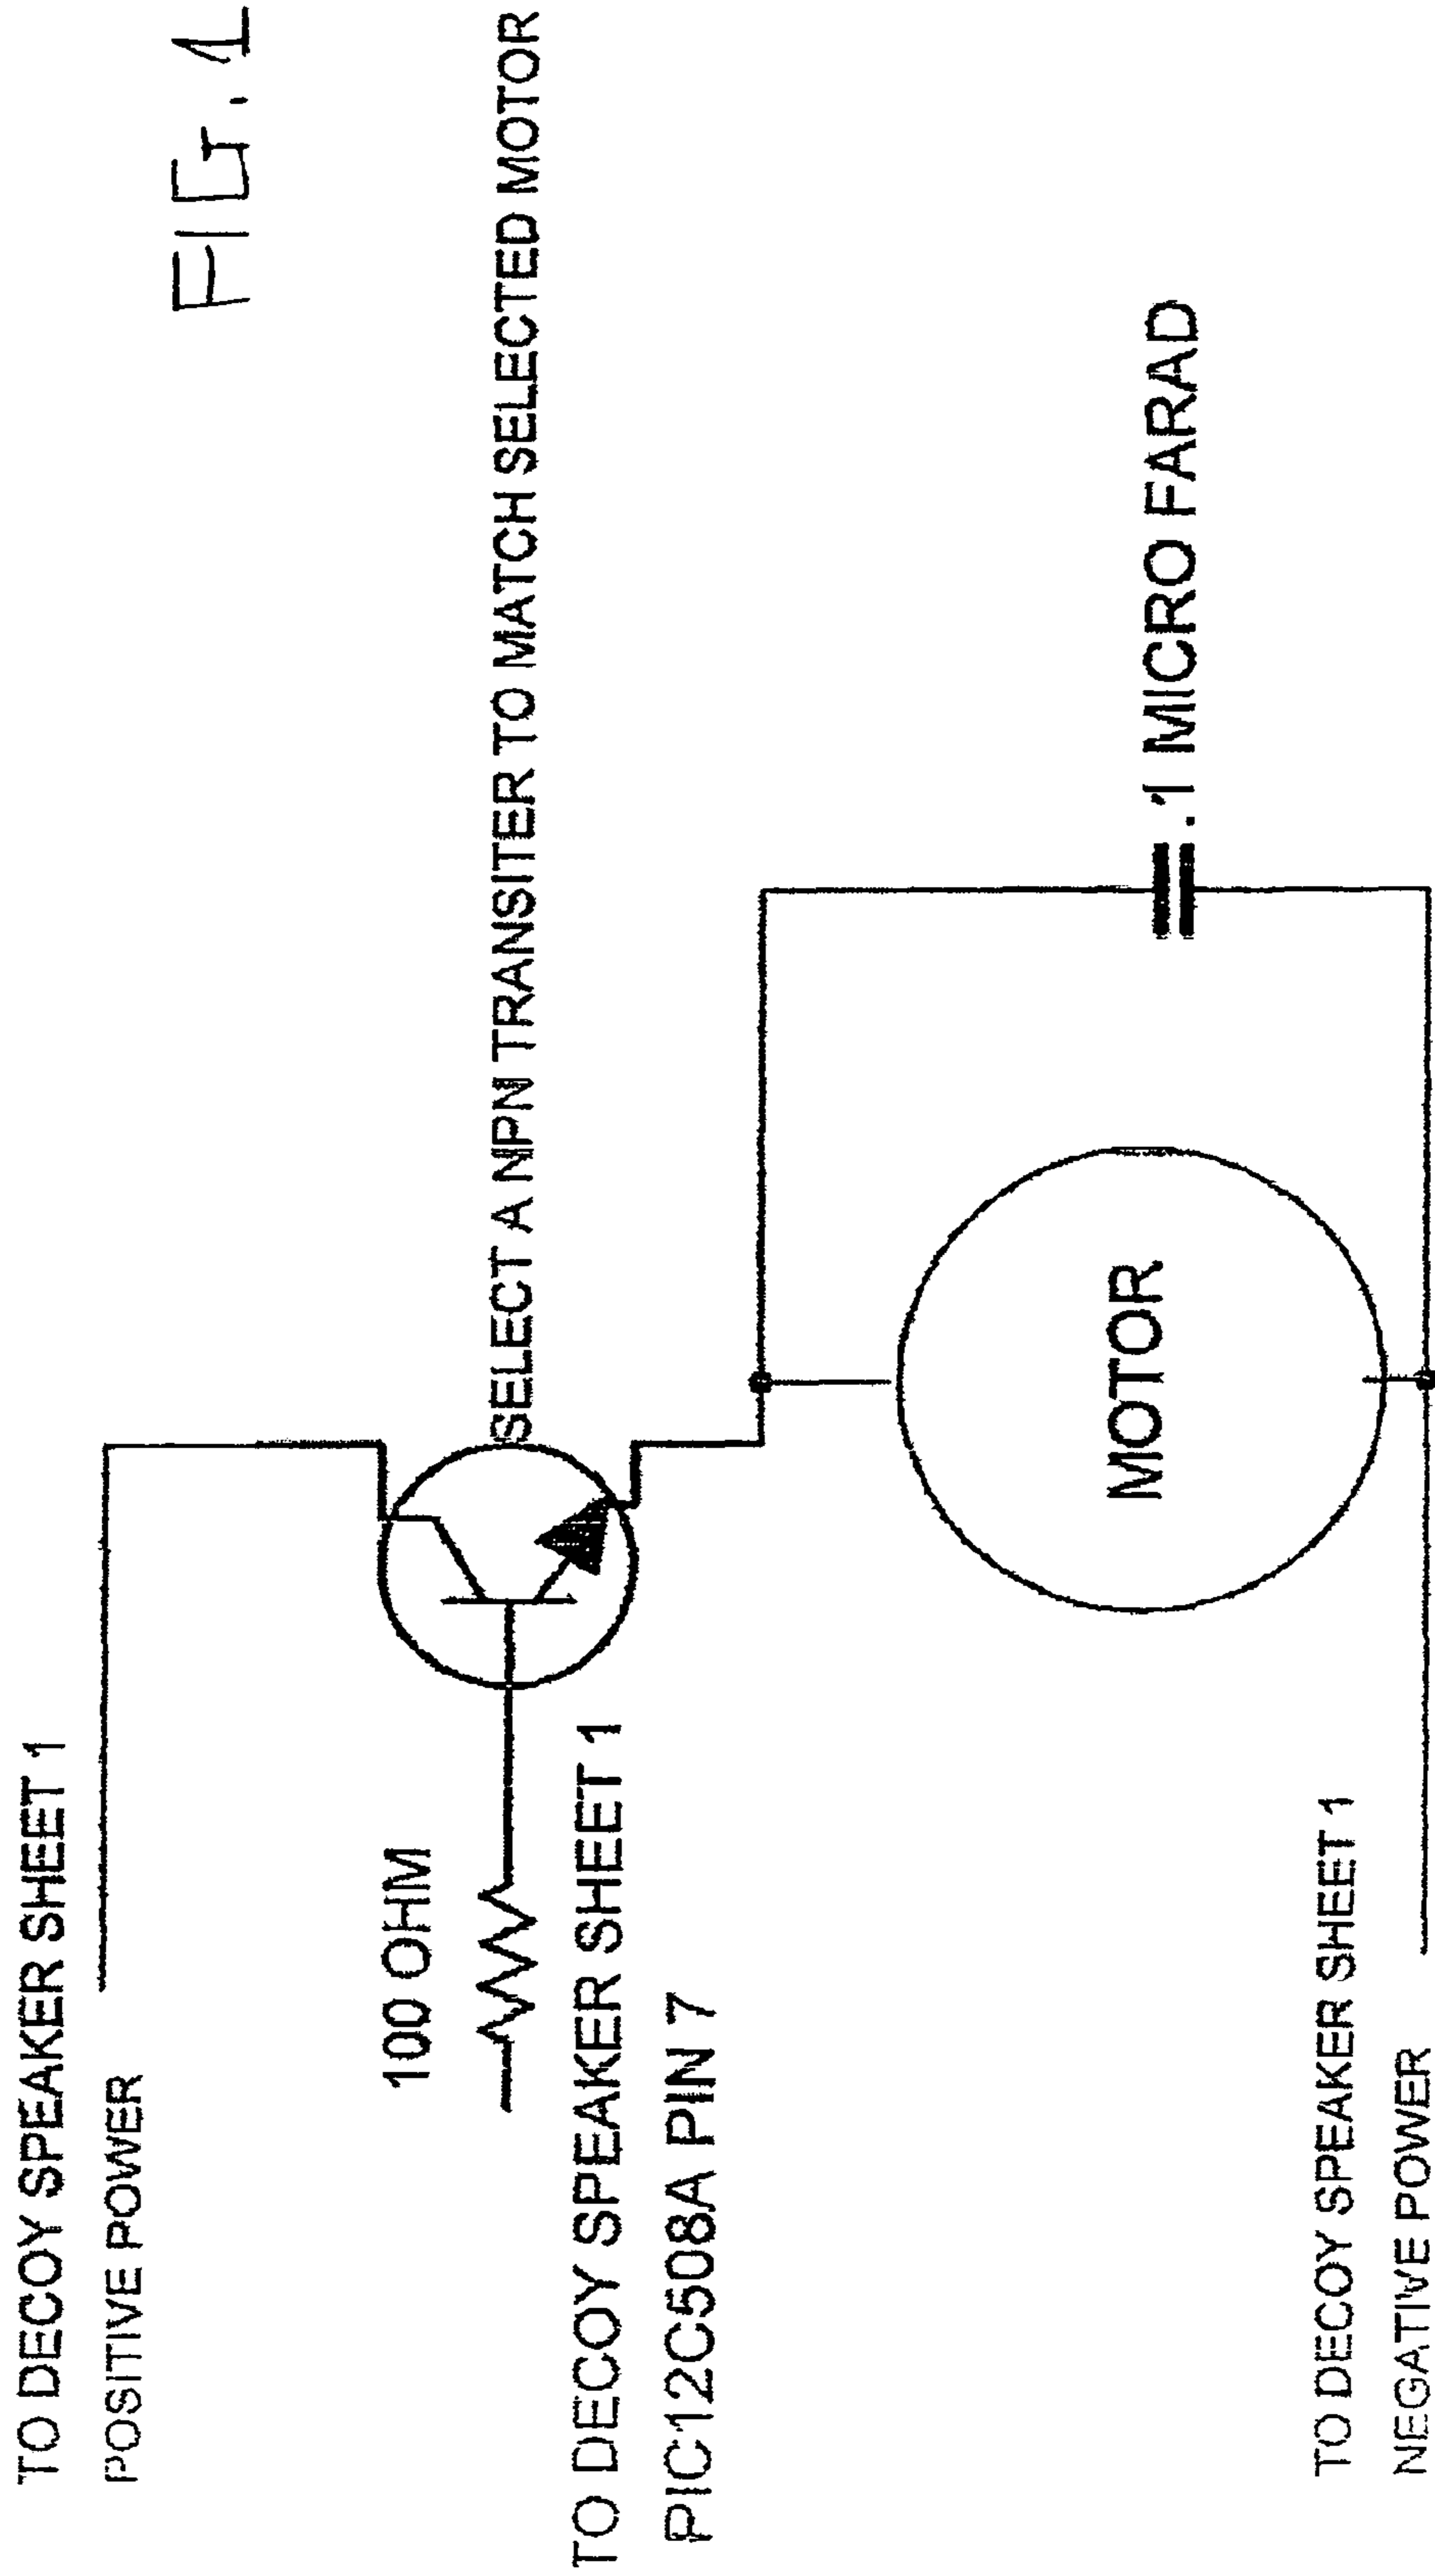 FIG. 1
TO DECOY SPEAKER SHEET 1
POSITIVE POWER
100 OHM
SELECT A NPN TRANSITER TO MATCH SELECTED MOTOR
TO DECOY SPEAKER SHEET 1
PIC12C508A PIN 7
MOTOR
.1 MICRO FARAD
TO DECOY SPEAKER SHEET 1
NEGATIVE POWER